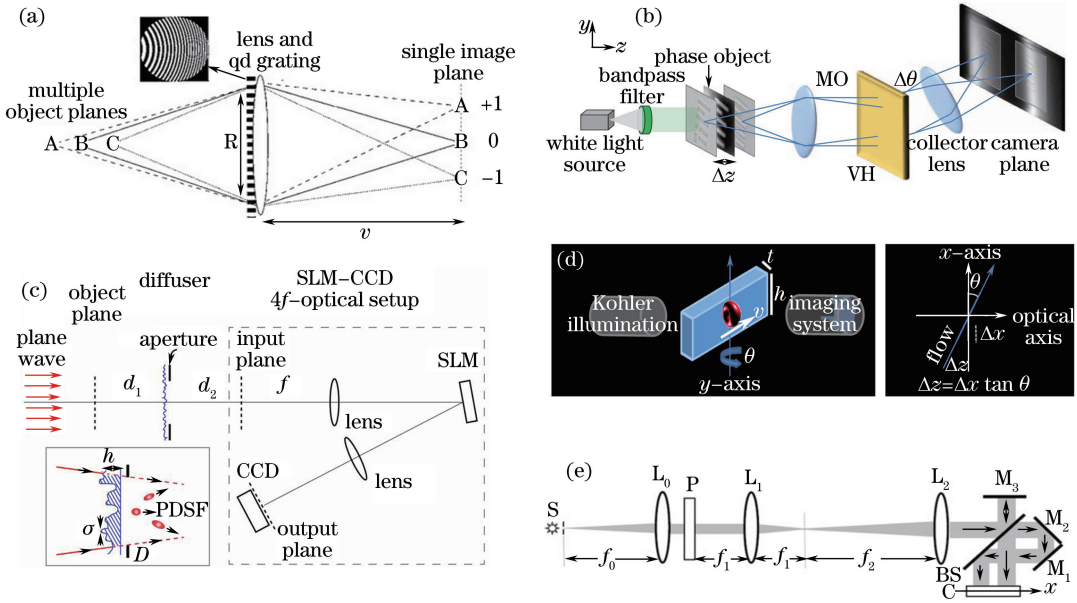 (a)
lens and
qd grating
single image
plane
multiple
object planes
A
B
C
R
A
+1
B
0
C
−1
v
(b)
y
z
phase object
bandpass
filter
MO
Δθ
white light
source
Δz
VH
collector
lens
camera
plane
(c)
diffuser
SLM−CCD
4f−optical setup
object
plane
plane
wave
aperture
input
plane
SLM
d1
d2
f
lens
lens
h
CCD
PDSF
σ
D
output
plane
(d)
t
h
Kohler
illumination
v
imaging
system
θ
y−axis
x−axis
θ
optical
axis
Δx
flow
Δz
Δz=Δx tan θ
(e)
S
L0
P
L1
L2
M3
M2
M1
f0
f1
f1
f2
BS
C
x